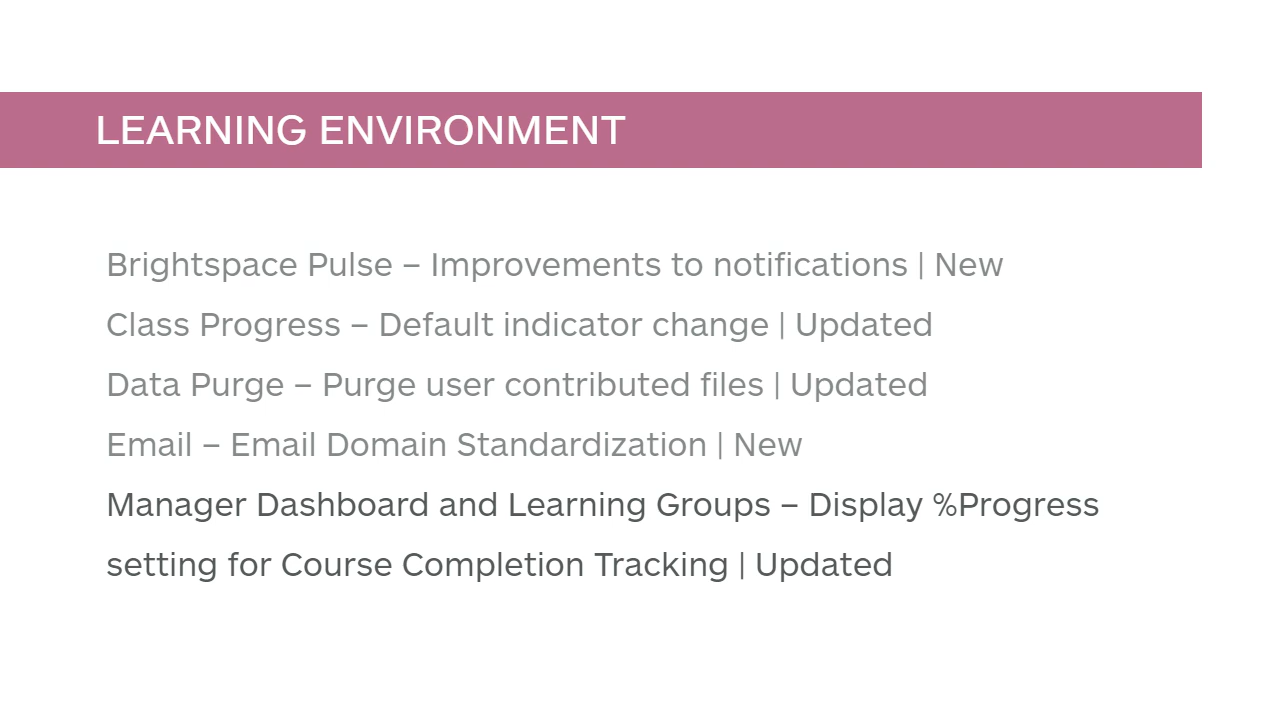 LEARNING ENVIRONMENT
Brightspace Pulse – Improvements to notifications | New
Class Progress – Default indicator change | Updated
Data Purge – Purge user contributed files | Updated
Email – Email Domain Standardization | New
Manager Dashboard and Learning Groups – Display %Progress
setting for Course Completion Tracking | Updated